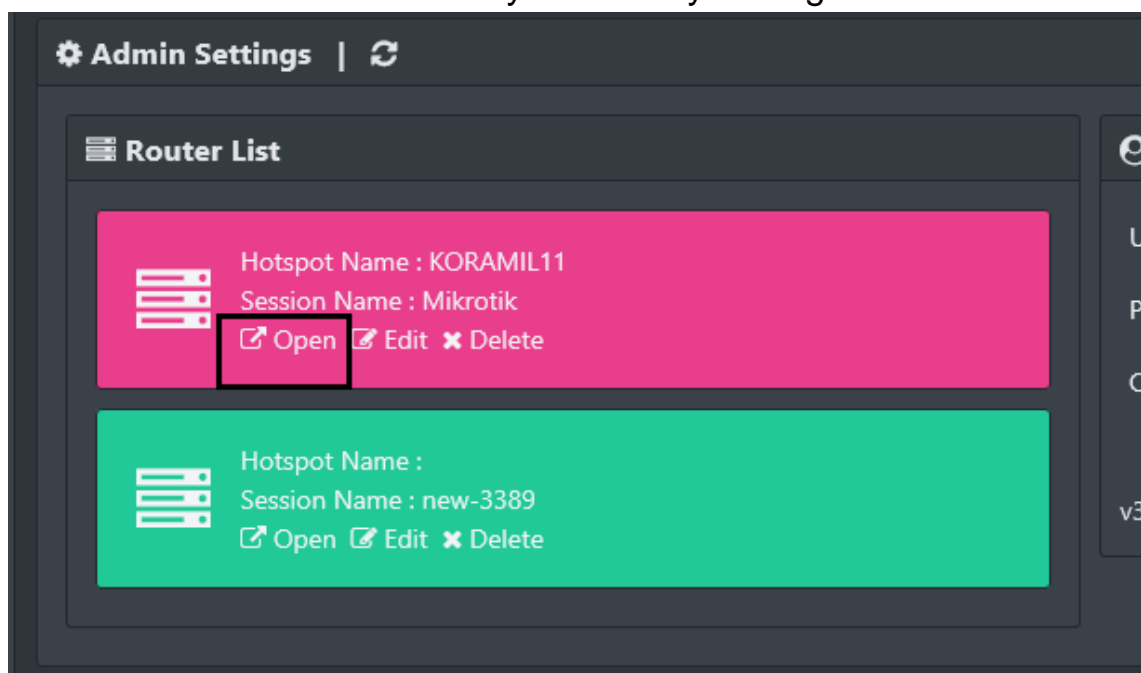 Admin Settings |
Router List
Hotspot Name : KORAMIL11
Session Name : Mikrotik
Open Edit Delete
Hotspot Name :
Session Name : new-3389
Open Edit Delete
U
P
C
v3